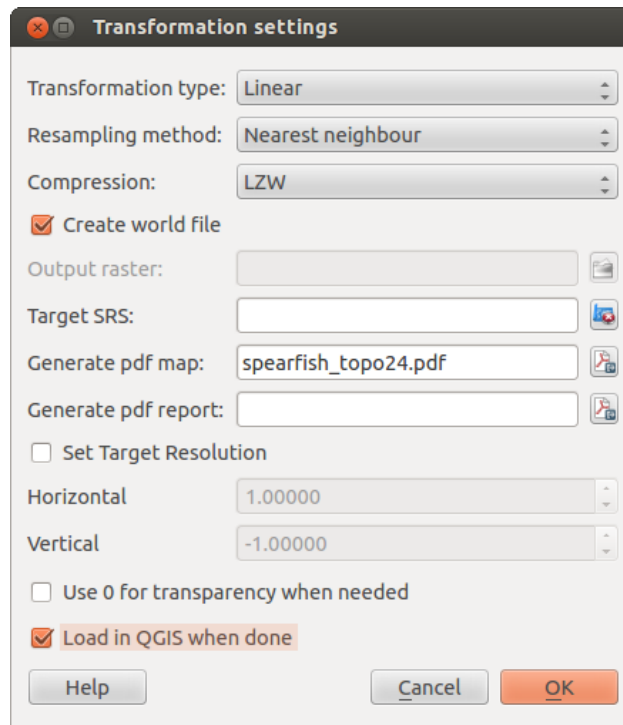 Transformation settings
Transformation type: Linear
Resampling method: Nearest neighbour
Compression: LZW
Create world file
Output raster:
Target SRS:
Generate pdf map: spearfish_topo24.pdf
Generate pdf report:
Set Target Resolution
Horizontal 1.00000
Vertical -1.00000
Use 0 for transparency when needed
Load in QGIS when done
Help Cancel OK